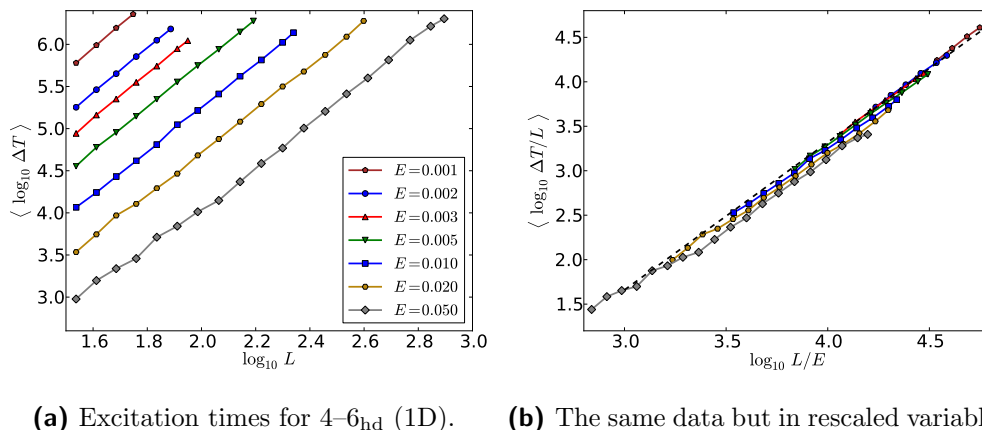 ⟨ log₁₀ ΔT ⟩
6.0
5.5
5.0
4.5
4.0
3.5
3.0
1.6 1.8 2.0 2.2 2.4 2.6 2.8 3.0
log₁₀ L
E=0.001
E=0.002
E=0.003
E=0.005
E=0.010
E=0.020
E=0.050
⟨ log₁₀ ΔT/L ⟩
4.5
4.0
3.5
3.0
2.5
2.0
1.5
3.0 3.5 4.0 4.5
log₁₀ L/E
(a) Excitation times for 4–6hd (1D).
(b) The same data but in rescaled variabl